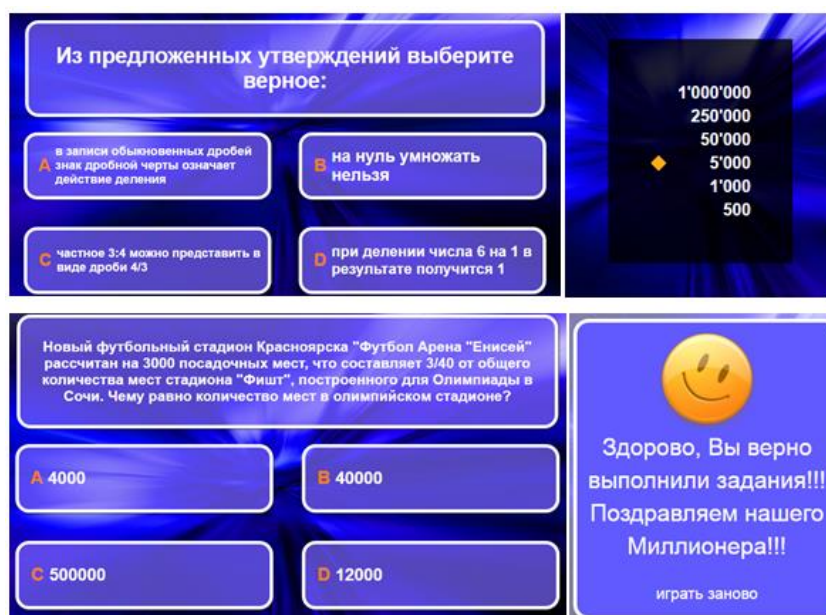 Из предложенных утверждений выберите
верное:
A в записи обыкновенных дробей
знак дробной черты означает
действие деления
B на нуль умножать
нельзя
C частное 3:4 можно представить в
виде дроби 4/3
D при делении числа 6 на 1 в
результате получится 1
1'000'000
250'000
50'000
5'000
1'000
500
Новый футбольный стадион Красноярска "Футбол Арена "Енисей"
рассчитан на 3000 посадочных мест, что составляет 3/40 от общего
количества мест стадиона "Фишт", построенного для Олимпиады в
Сочи. Чему равно количество мест в олимпийском стадионе?
A 4000
B 40000
C 500000
D 12000
Здорово, Вы верно
выполнили задания!!!
Поздравляем нашего
Миллионера!!!
играть заново